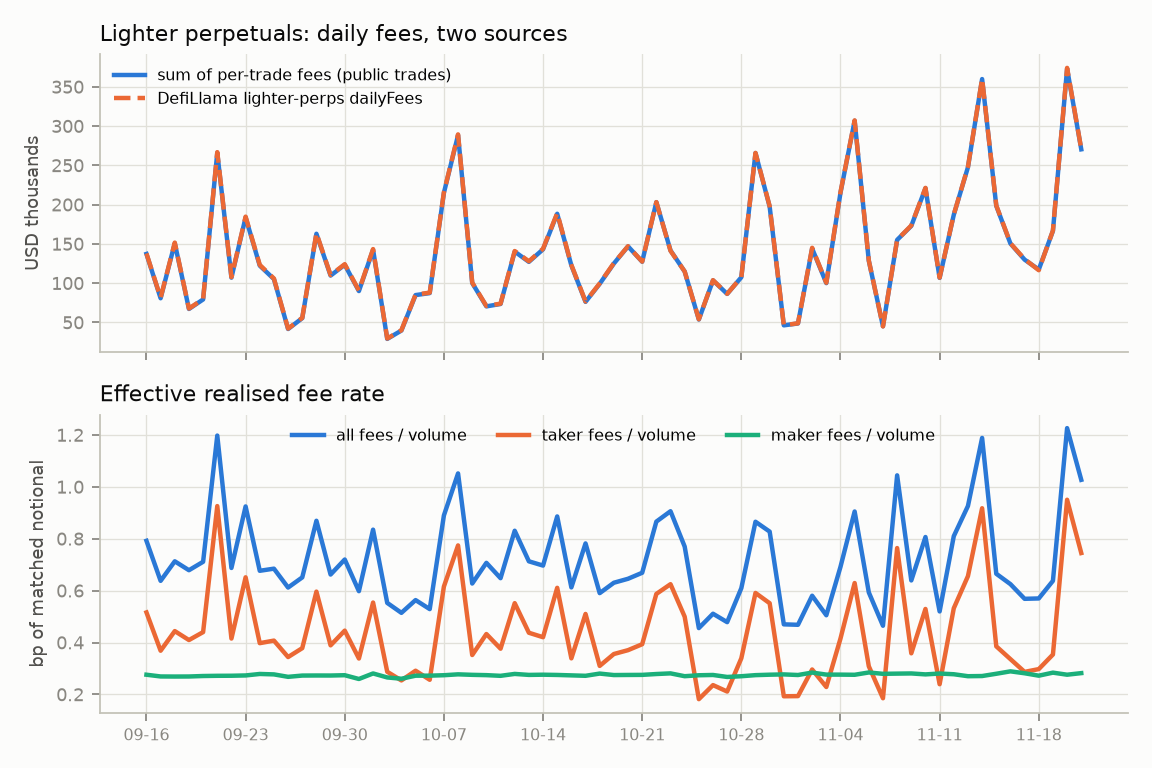 Lighter perpetuals: daily fees, two sources
sum of per-trade fees (public trades)
DefiLlama lighter-perps dailyFees
USD thousands
350
300
250
200
150
100
50
Effective realised fee rate
all fees / volume taker fees / volume maker fees / volume
bp of matched notional
1.2
1.0
0.8
0.6
0.4
0.2
09-16 09-23 09-30 10-07 10-14 10-21 10-28 11-04 11-11 11-18